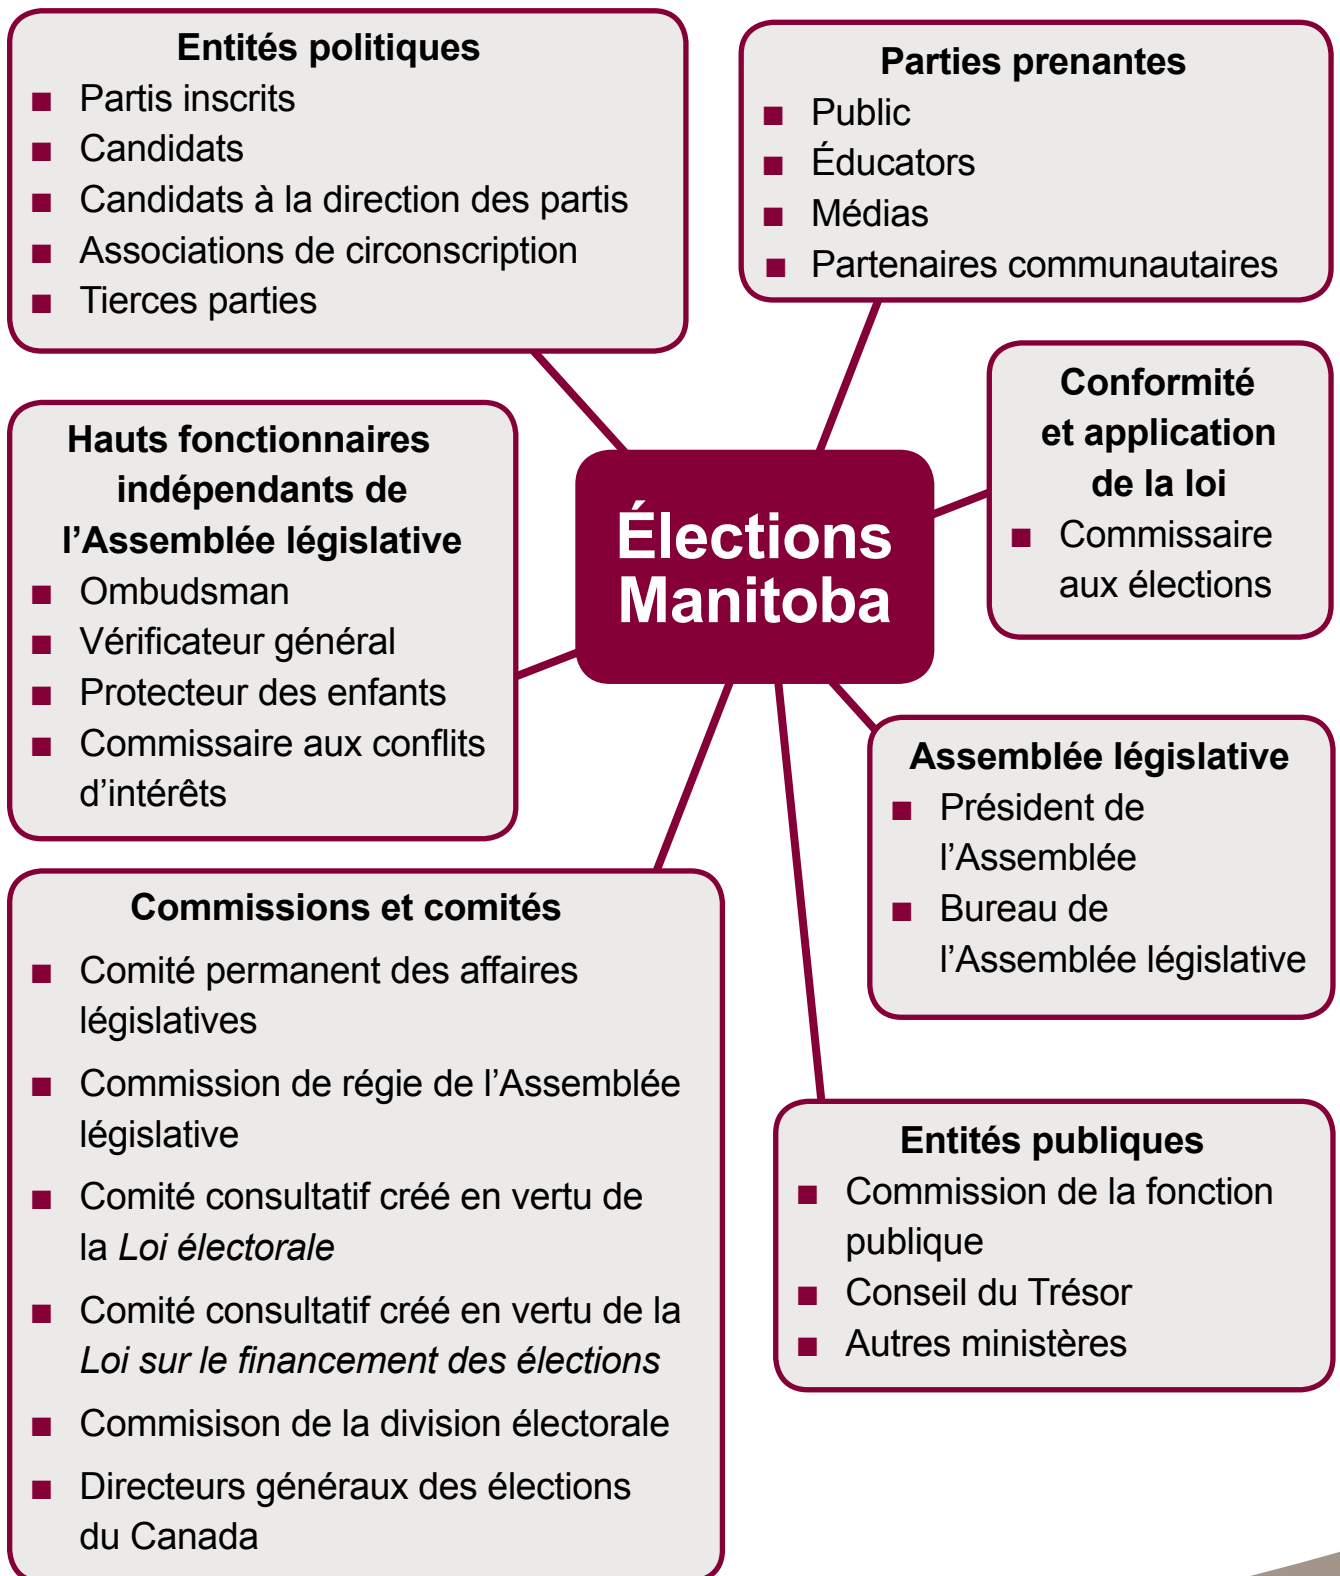 Entités politiques
Partis inscrits
Candidats
Candidats à la direction des partis
Associations de circonscription
Tierces parties
Parties prenantes
Public
Éducators
Médias
Partenaires communautaires
Conformité
et application
de la loi
Commissaire
aux élections
Hauts fonctionnaires
indépendants de
l’Assemblée législative
Ombudsman
Vérificateur général
Protecteur des enfants
Commissaire aux conflits
d’intérêts
Élections
Manitoba
Assemblée législative
Président de
l’Assemblée
Bureau de
l’Assemblée législative
Commissions et comités
Comité permanent des affaires
législatives
Commission de régie de l’Assemblée
législative
Comité consultatif créé en vertu de
la Loi électorale
Comité consultatif créé en vertu de la
Loi sur le financement des élections
Commisison de la division électorale
Directeurs généraux des élections
du Canada
Entités publiques
Commission de la fonction
publique
Conseil du Trésor
Autres ministères